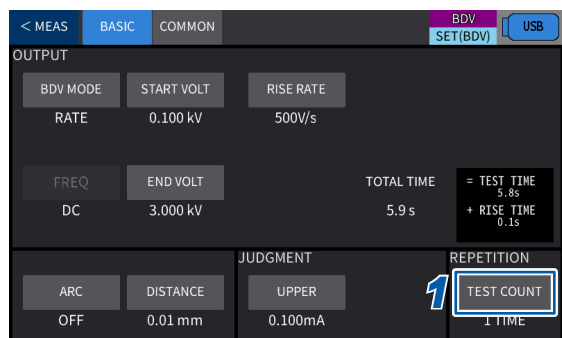 < MEAS BASIC COMMON BDV SET(BDV) USB
OUTPUT
BDV MODE START VOLT RISE RATE
RATE 0.100 kV 500V/s
FREQ END VOLT TOTAL TIME = TEST TIME
5.8s
DC 3.000 kV 5.9 s + RISE TIME
0.1s
JUDGMENT REPETITION
ARC DISTANCE UPPER 1 TEST COUNT
OFF 0.01 mm 0.100mA 1 TIME